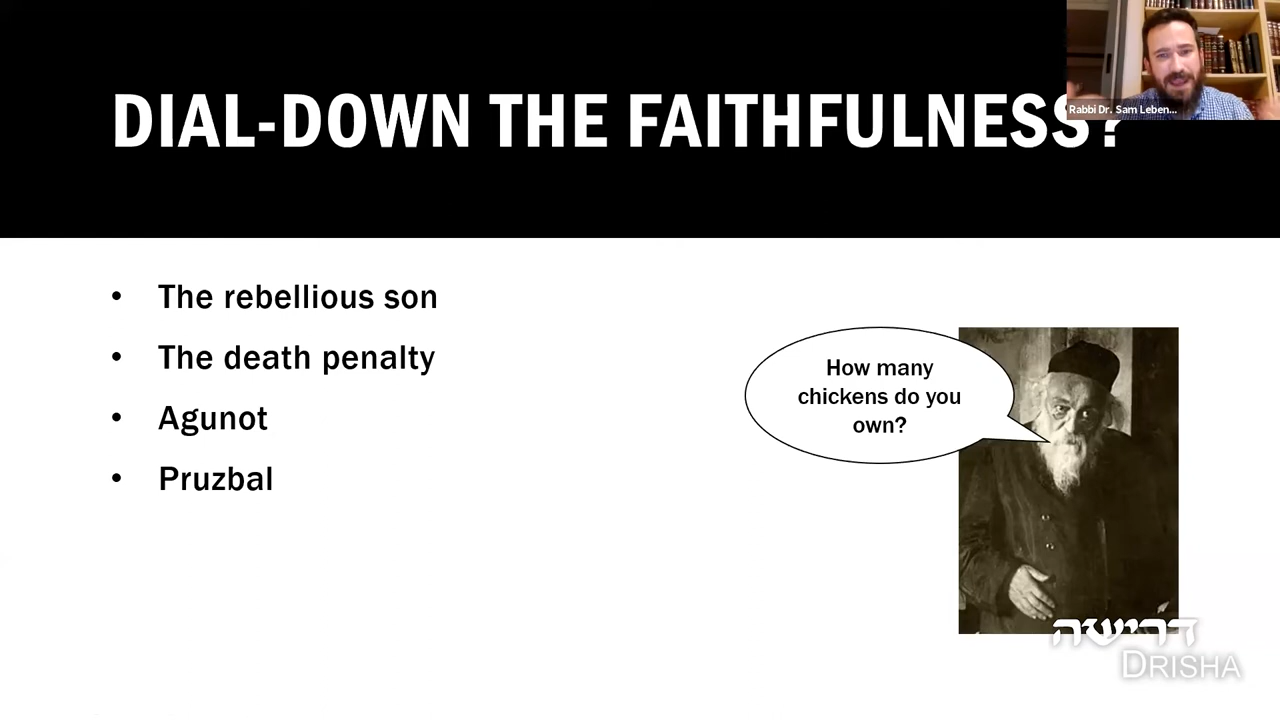 DIAL-DOWN THE FAITHFULNESS?
Rabbi Dr. Sam Leben...
• The rebellious son
• The death penalty
• Agunot
• Pruzbal
How many
chickens do you
own?
דרישה
DRISHA